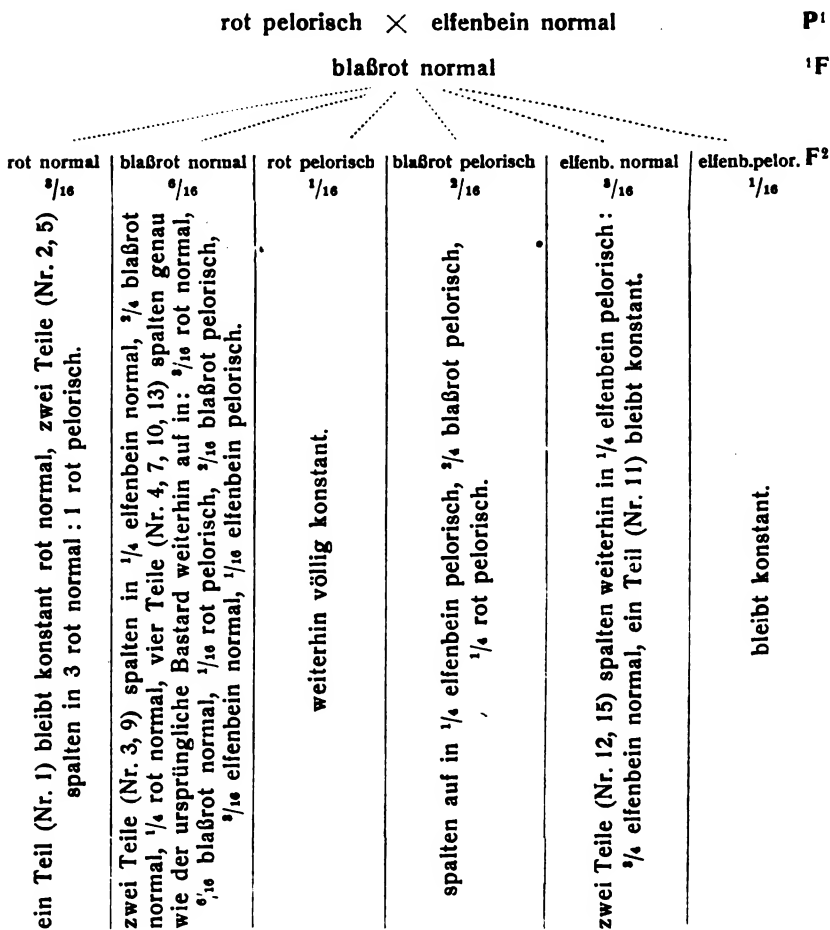 rot pelorisch × elfenbein normal P¹
blaßrot normal ¹F
rot normal | blaßrot normal | rot pelorisch | blaßrot pelorisch | elfenb. normal | elfenb.pelor. F²
³/₁₆ ⁶/₁₆ ¹/₁₆ ²/₁₆ ³/₁₆ ¹/₁₆
ein Teil (Nr. 1) bleibt konstant rot normal, zwei Teile (Nr. 2, 5)
spalten in 3 rot normal : 1 rot pelorisch.
zwei Teile (Nr. 3, 9) spalten in ¹/₄ elfenbein normal, ²/₄ blaßrot
normal, ¹/₄ rot normal, vier Teile (Nr. 4, 7, 10, 13) spalten genau
wie der ursprüngliche Bastard weiterhin auf in: ³/₁₆ rot normal,
⁶/₁₆ blaßrot normal, ¹/₁₆ rot pelorisch, ²/₁₆ blaßrot pelorisch,
³/₁₆ elfenbein normal, ¹/₁₆ elfenbein pelorisch.
weiterhin völlig konstant.
spalten auf in ¹/₄ elfenbein pelorisch, ²/₄ blaßrot pelorisch,
¹/₄ rot pelorisch.
zwei Teile (Nr. 12, 15) spalten weiterhin in ¹/₄ elfenbein pelorisch :
³/₄ elfenbein normal, ein Teil (Nr. 11) bleibt konstant.
bleibt konstant.